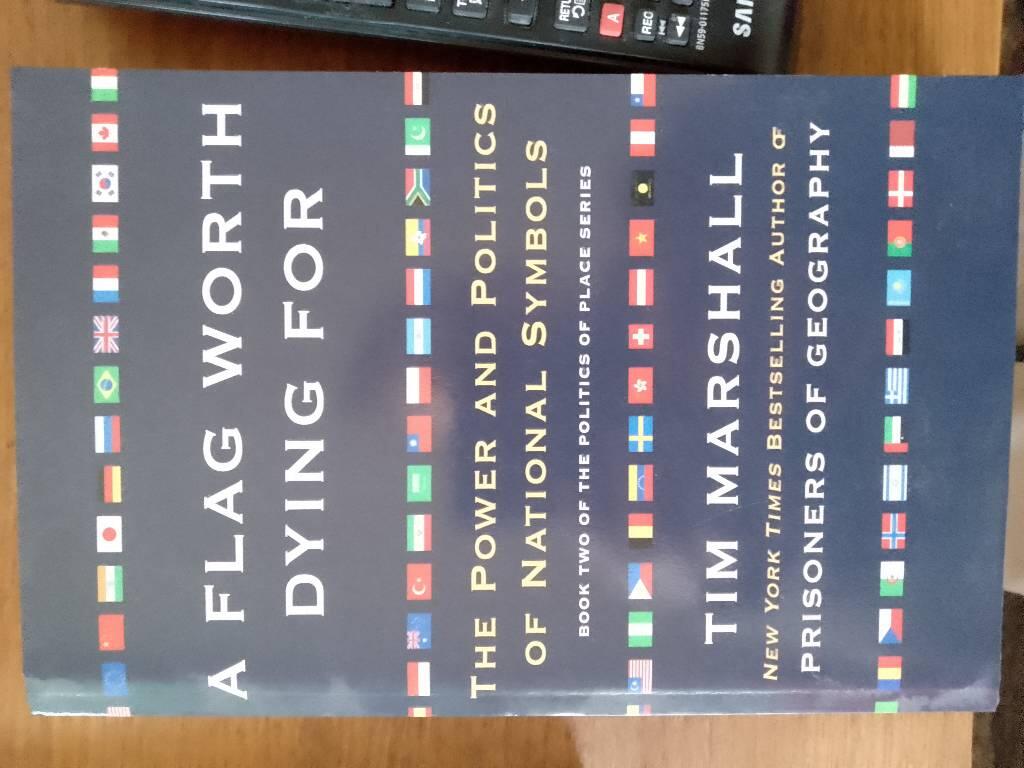 A FLAG WORTH
DYING FOR
THE POWER AND POLITICS
OF NATIONAL SYMBOLS
BOOK TWO OF THE POLITICS OF PLACE SERIES
TIM MARSHALL
NEW YORK TIMES BESTSELLING AUTHOR OF
PRISONERS OF GEOGRAPHY
A
REC